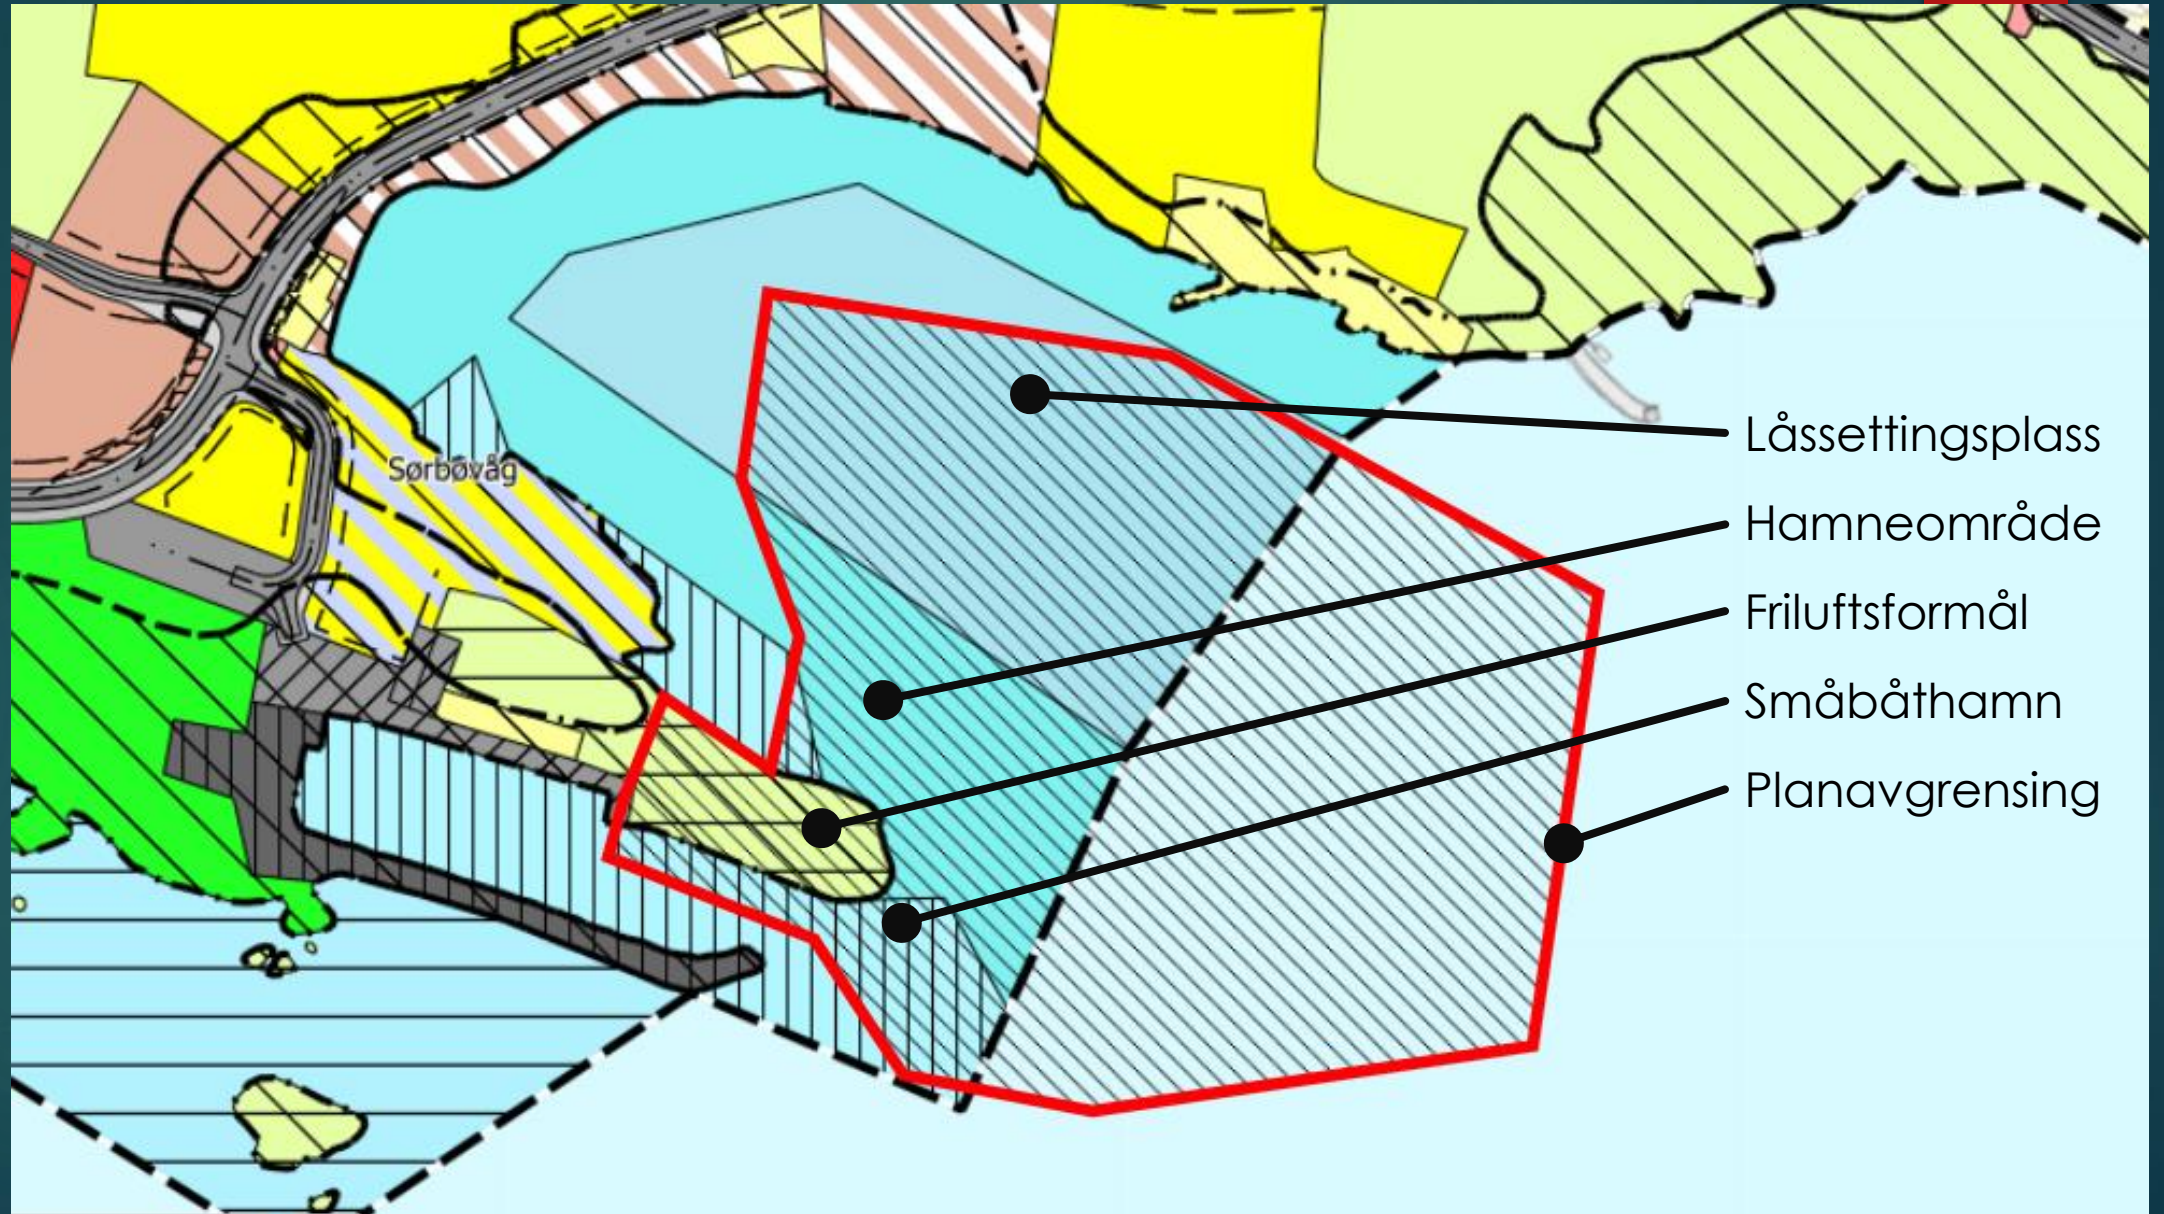 Låssettingsplass
Sørbøvåg
Hamneområde
Friluftsformål
Småbåthamn
Planavgrensing